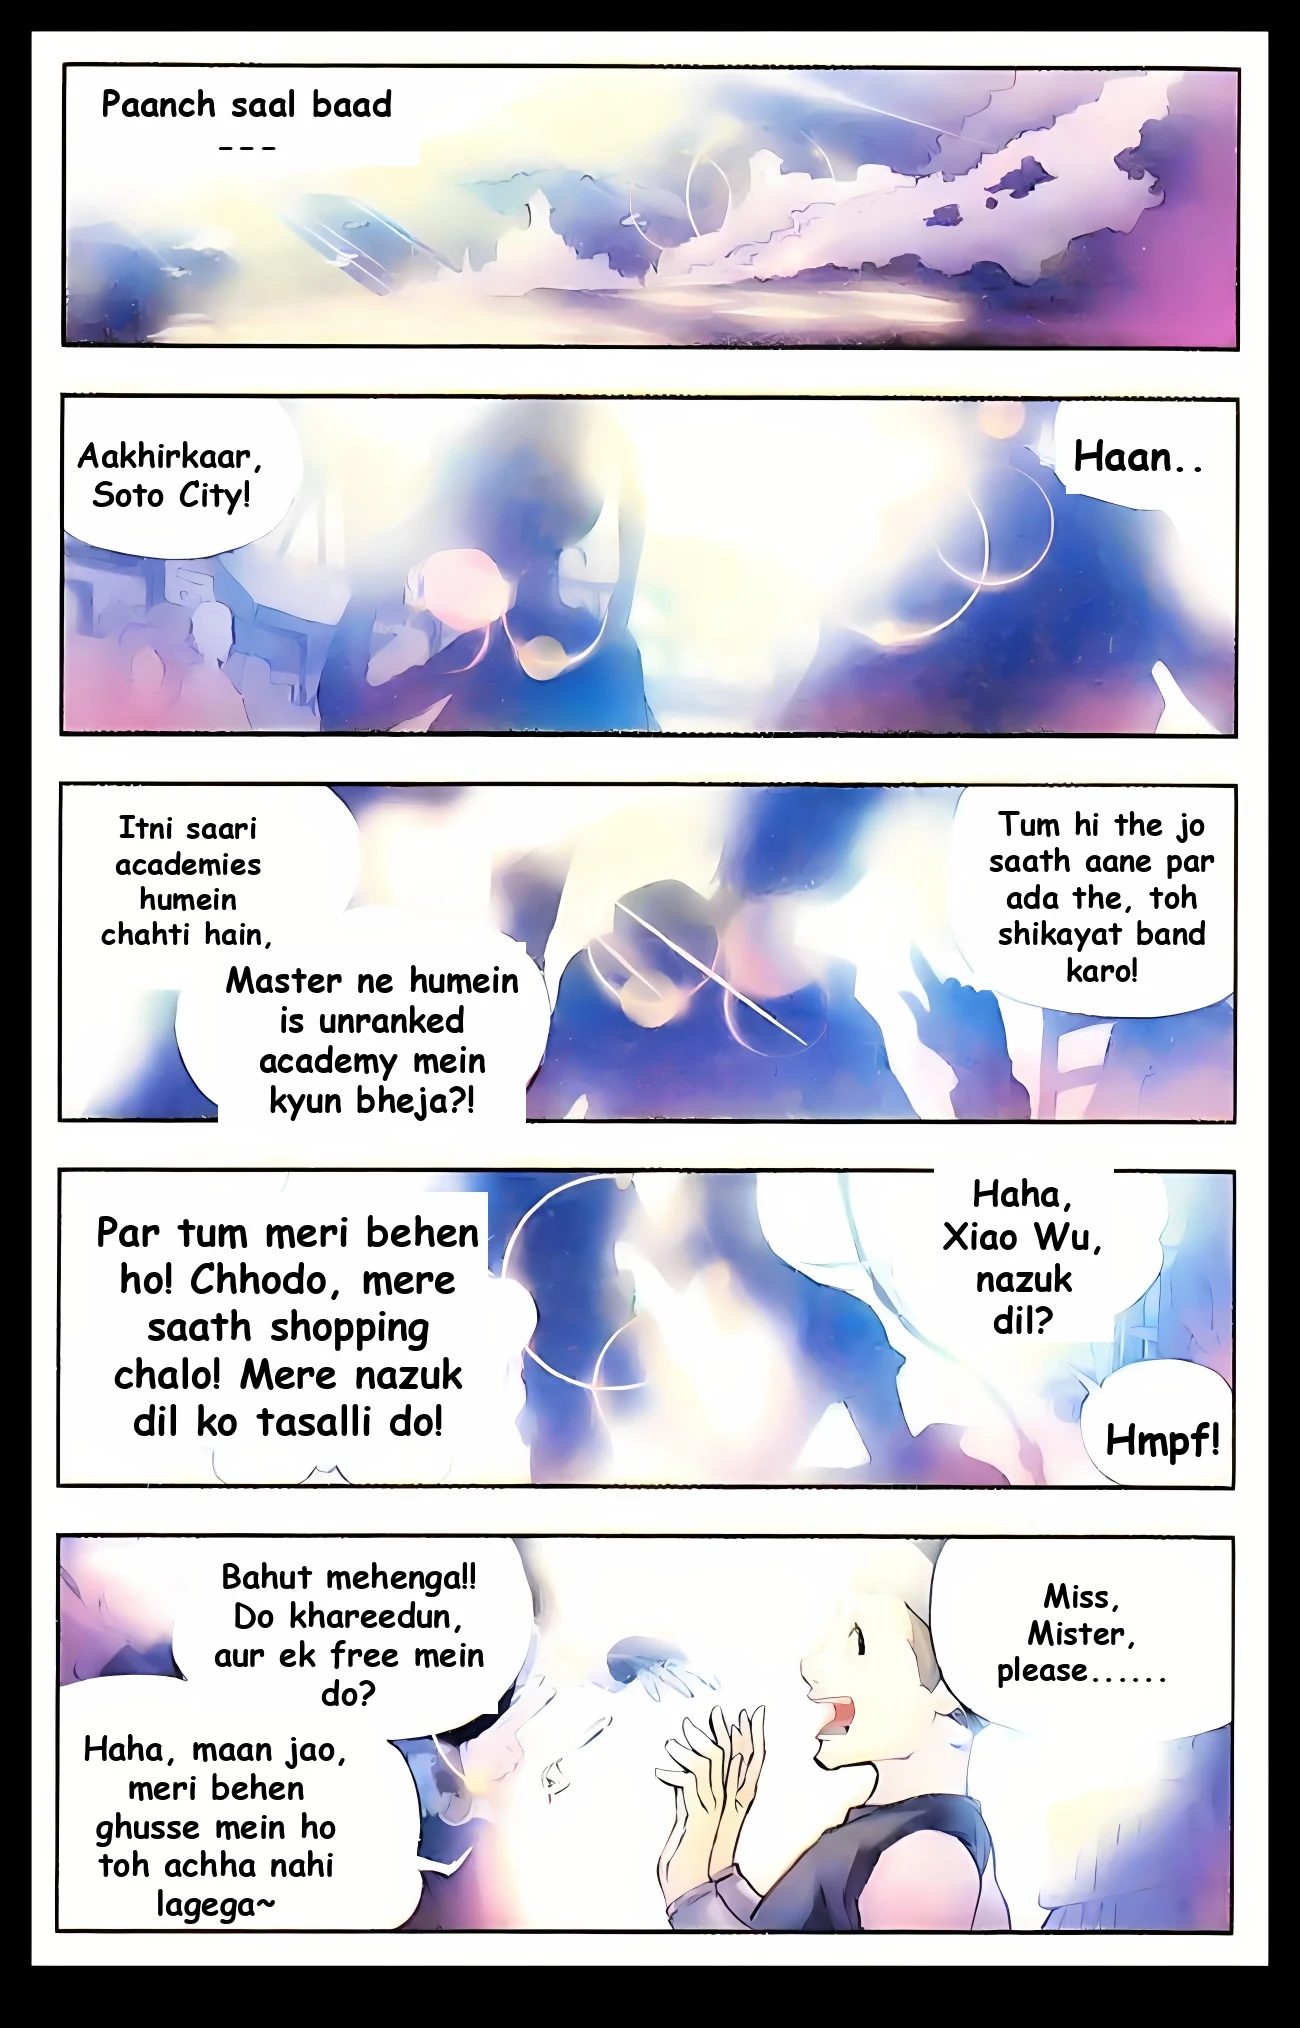 Paanch saal baad
---
Aakhirkaar,
Soto City!
Haan..
Itni saari
academies
humein
chahti hain,
Master ne humein
is unranked
academy mein
kyun bheja?!
Tum hi the jo
saath aane par
ada the, toh
shikayat band
karo!
Par tum meri behen
ho! Chhodo, mere
saath shopping
chalo! Mere nazuk
dil ko tasalli do!
Haha,
Xiao Wu,
nazuk
dil?
Hmpf!
Bahut mehenga!!
Do khareedun,
aur ek free mein
do?
Haha, maan jao,
meri behen
ghusse mein ho
toh achha nahi
lagega~
Miss,
Mister,
please......